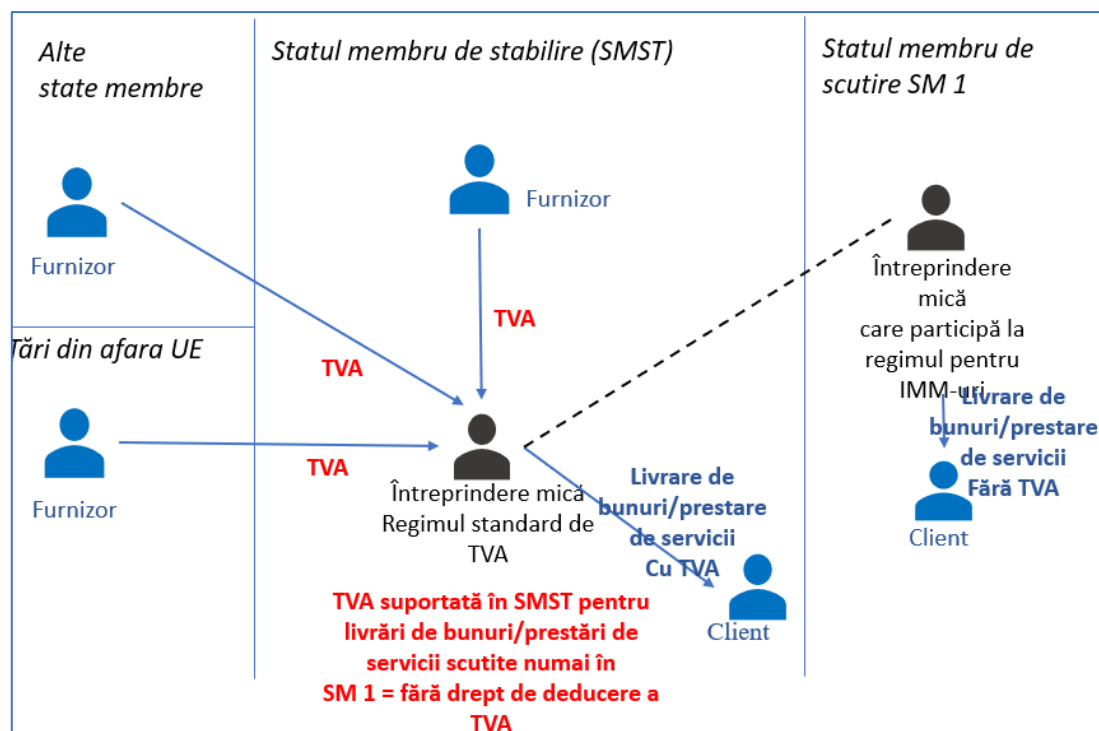 Alte
state membre
Furnizor
Țări din afara UE
Furnizor
Statul membru de stabilire (SMST)
Furnizor
TVA
TVA
TVA
Întreprindere mică
Regimul standard de
TVA
Livrare de
bunuri/prestare
de servicii
Cu TVA
Client
TVA suportată în SMST pentru
livrări de bunuri/prestări de
servicii scutite numai în
SM 1 = fără drept de deducere a
TVA
Statul membru de
scutire SM 1
Întreprindere
mică
care participă la
regimul pentru
IMM-uri
Livrare de
bunuri/prestare
de servicii
Fără TVA
Client